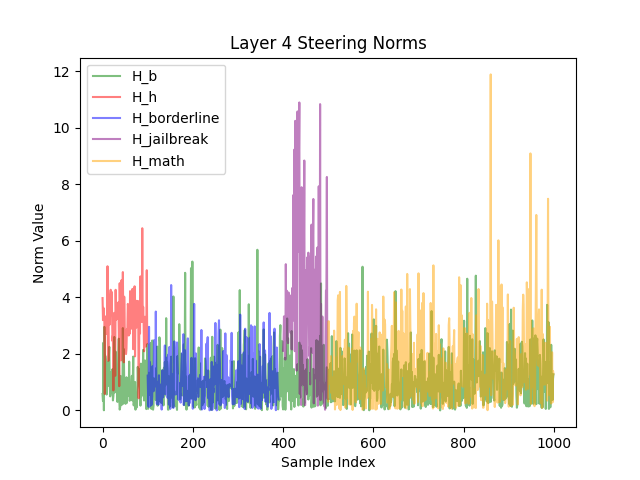 Layer 4 Steering Norms
H_b
H_h
H_borderline
H_jailbreak
H_math
Norm Value
12
10
8
6
4
2
0
0
200
400
600
800
1000
Sample Index